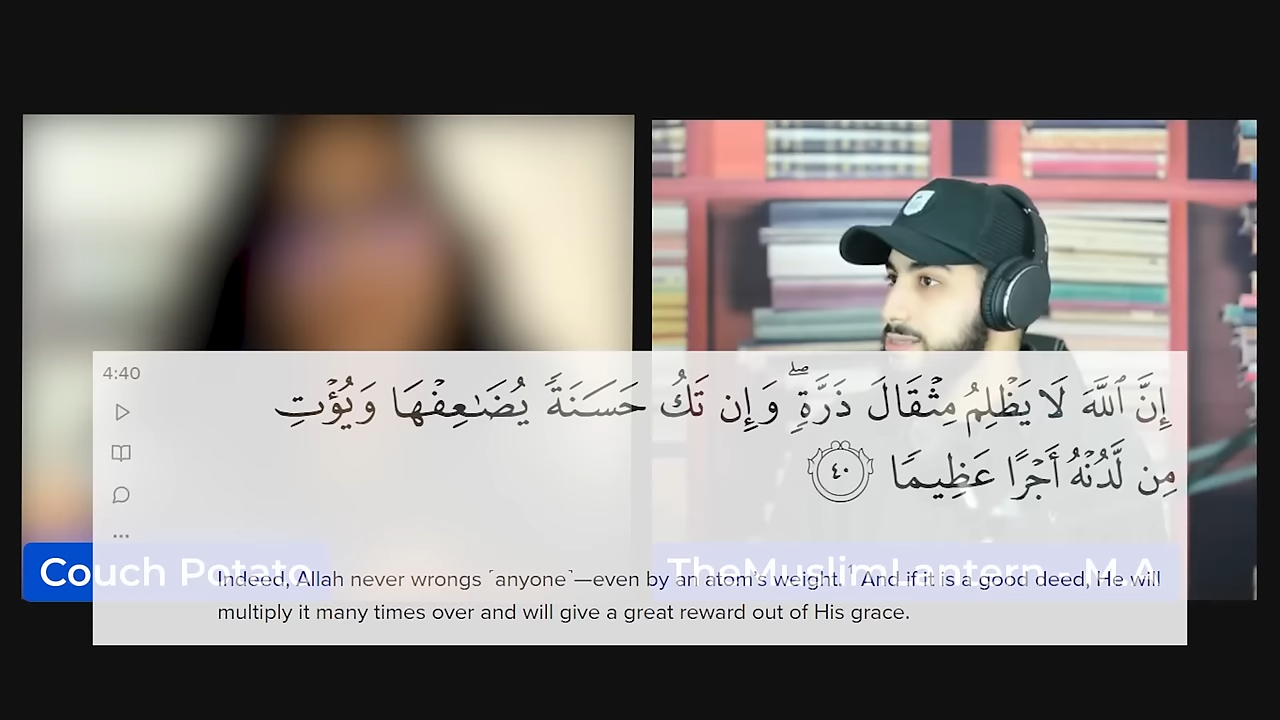 4:40
إِنَّ ٱللَّهَ لَا يَظْلِمُ مِثْقَالَ ذَرَّةٍۢ ۖ وَإِن تَكُ حَسَنَةًۭ يُضَـٰعِفْهَا وَيُؤْتِ
مِن لَّدُنْهُ أَجْرًا عَظِيمًۭا ٤٠
Couch Potato
TheMuslimLantern - M.A
Indeed, Allah never wrongs ˹anyone˺—even by an atom’s weight.¹ And if it is a good deed, He will
multiply it many times over and will give a great reward out of His grace.